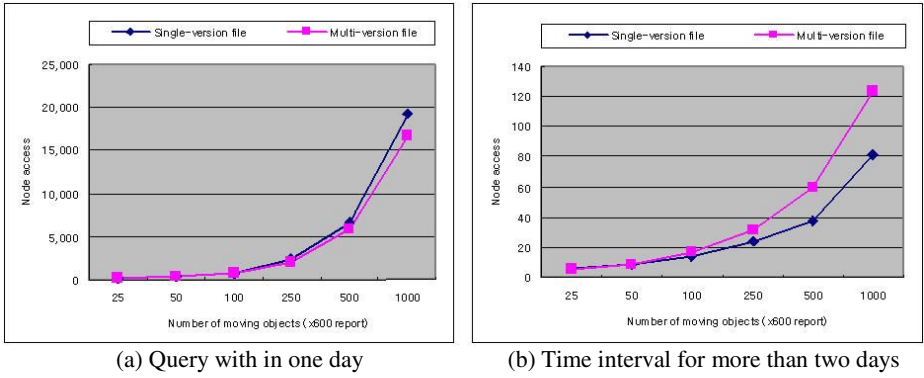 Single-version file Multi-version file
25,000
20,000
15,000
10,000
5,000
0
Node access
25 50 100 250 500 1000
Number of moving objects (x600 report)
(a) Query with in one day
Single-version file Multi-version file
140
120
100
80
60
40
20
0
Node access
25 50 100 250 500 1000
Number of moving objects (x600 report)
(b) Time interval for more than two days